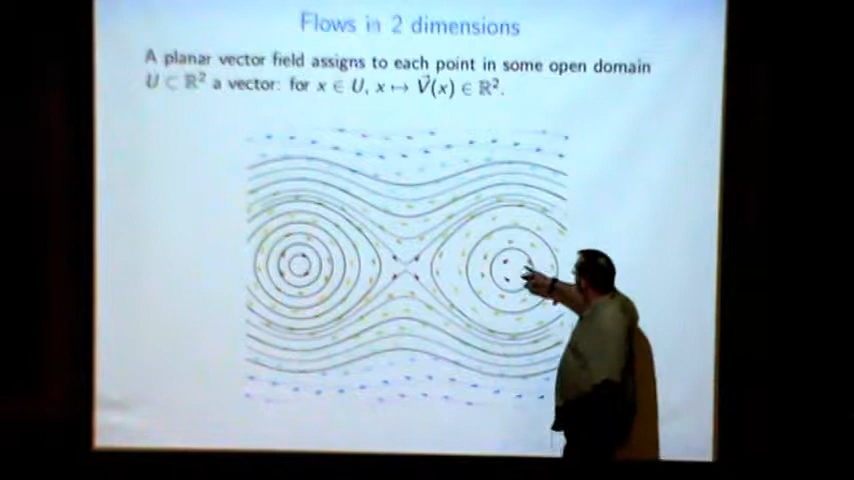 Flows in 2 dimensions
A planar vector field assigns to each point in some open domain
U ⊂ ℝ² a vector: for x ∈ U, x ↦ V⃗(x) ∈ ℝ².